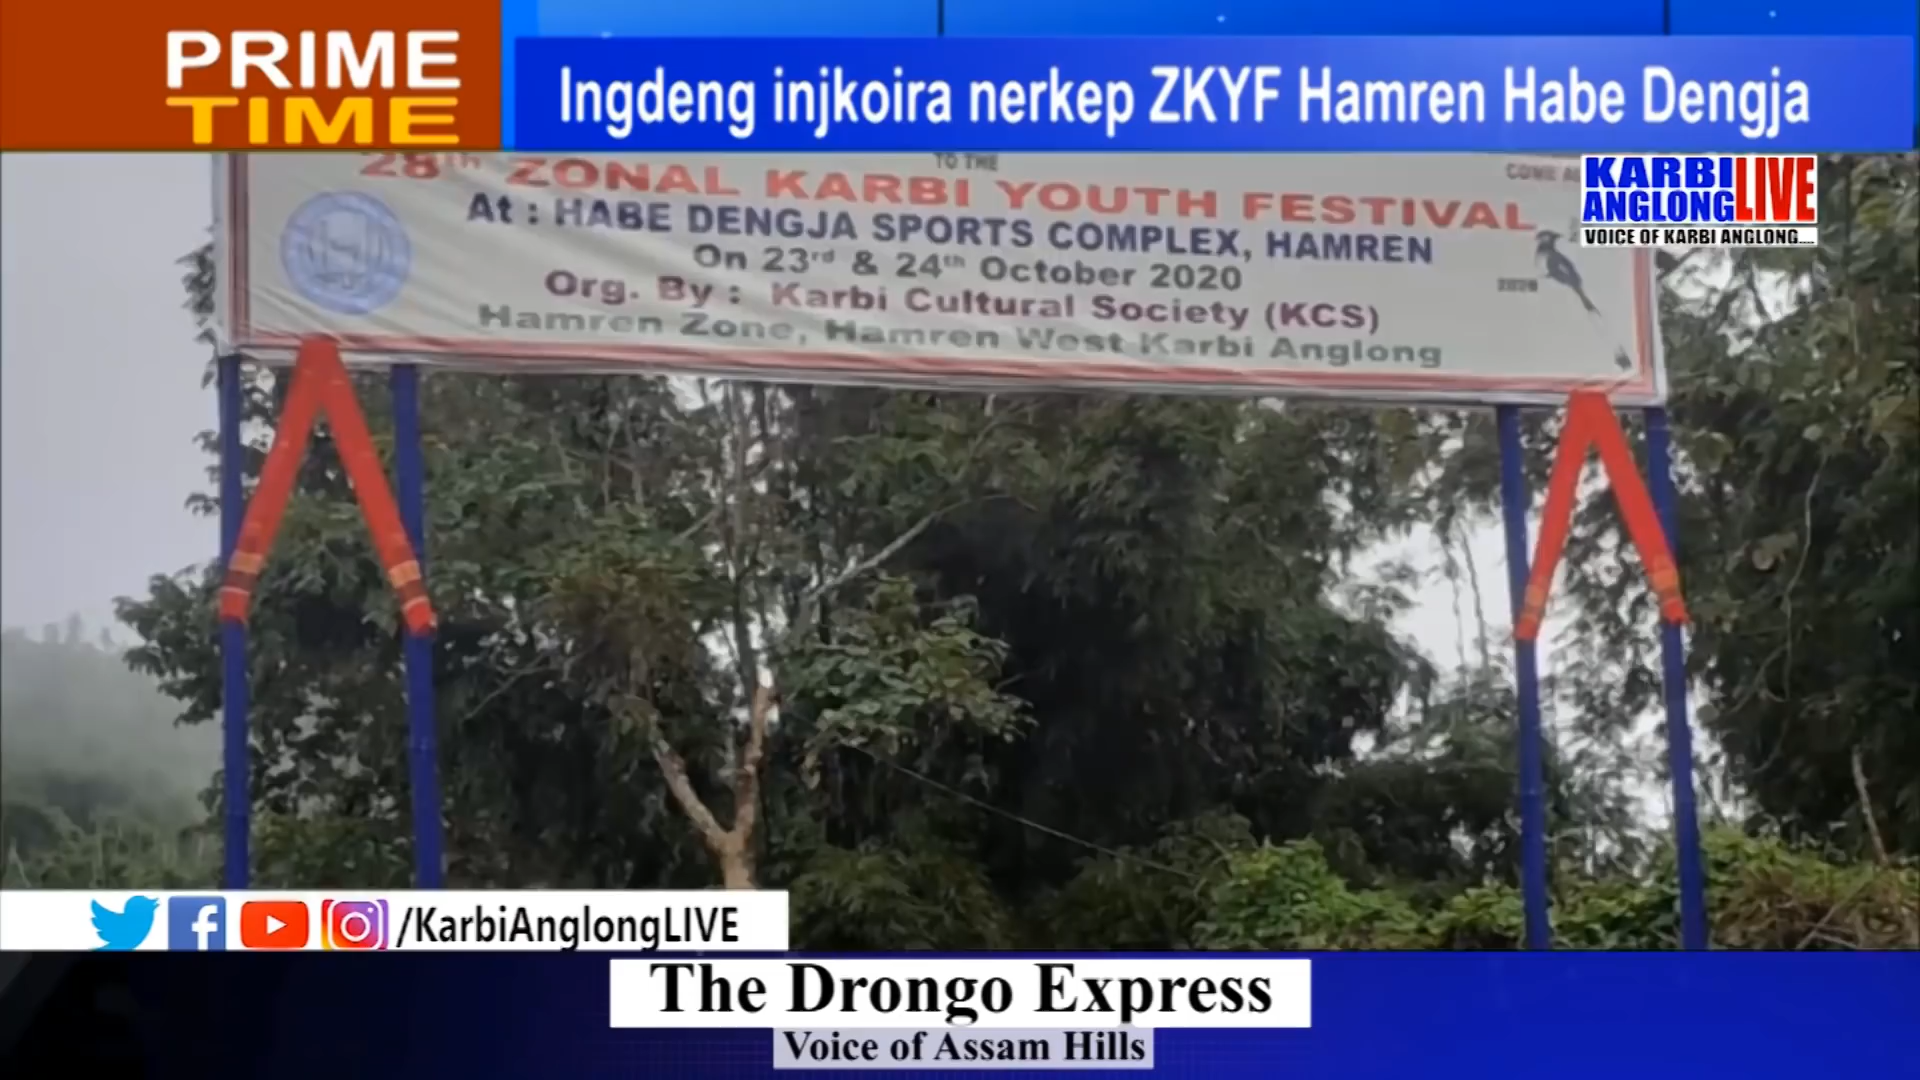 PRIME
TIME
Ingdeng injkoira nerkep ZKYF Hamren Habe Dengja
TO THE
COME
28th ZONAL KARBI YOUTH FESTIVAL
At : HABE DENGJA SPORTS COMPLEX, HAMREN
On 23rd & 24th October 2020
Org. By : Karbi Cultural Society (KCS)
Hamren Zone, Hamren West Karbi Anglong
2020
KARBI
ANGLONG LIVE
VOICE OF KARBI ANGLONG....
/KarbiAnglongLIVE
The Drongo Express
Voice of Assam Hills